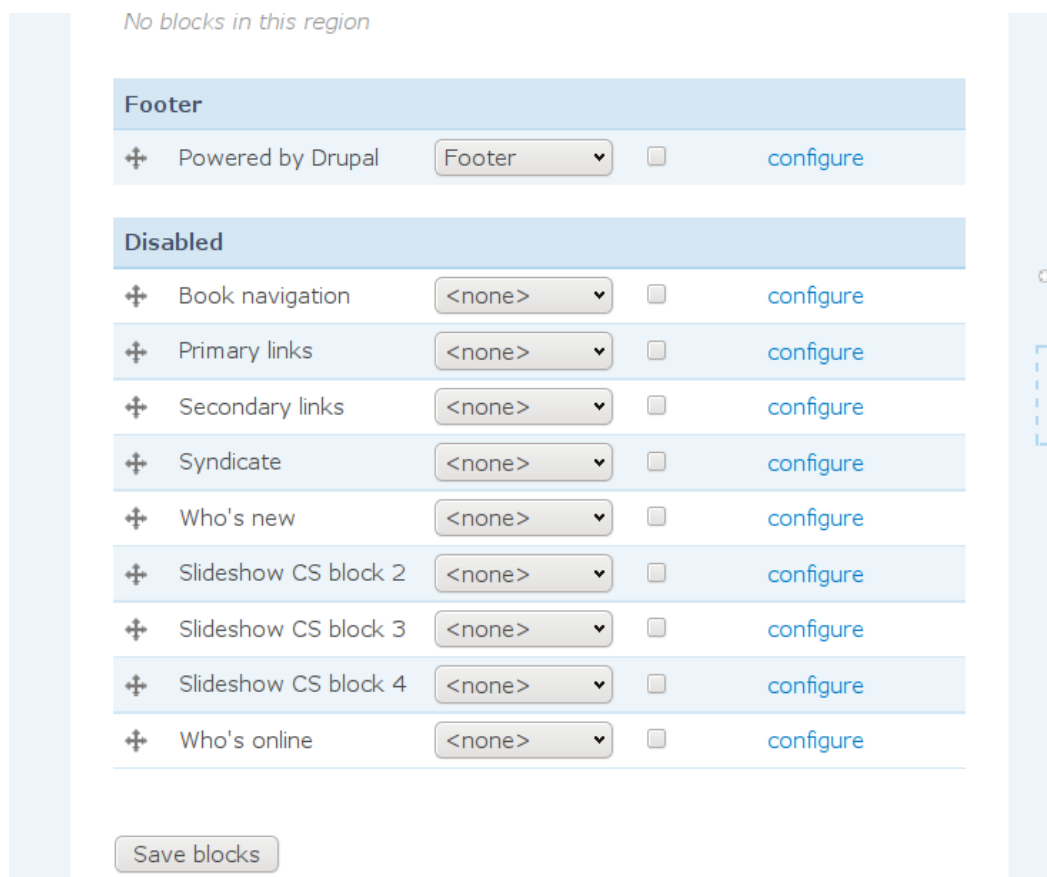 No blocks in this region
Footer
Powered by Drupal Footer configure
Disabled
Book navigation <none> configure
Primary links <none> configure
Secondary links <none> configure
Syndicate <none> configure
Who's new <none> configure
Slideshow CS block 2 <none> configure
Slideshow CS block 3 <none> configure
Slideshow CS block 4 <none> configure
Who's online <none> configure
Save blocks